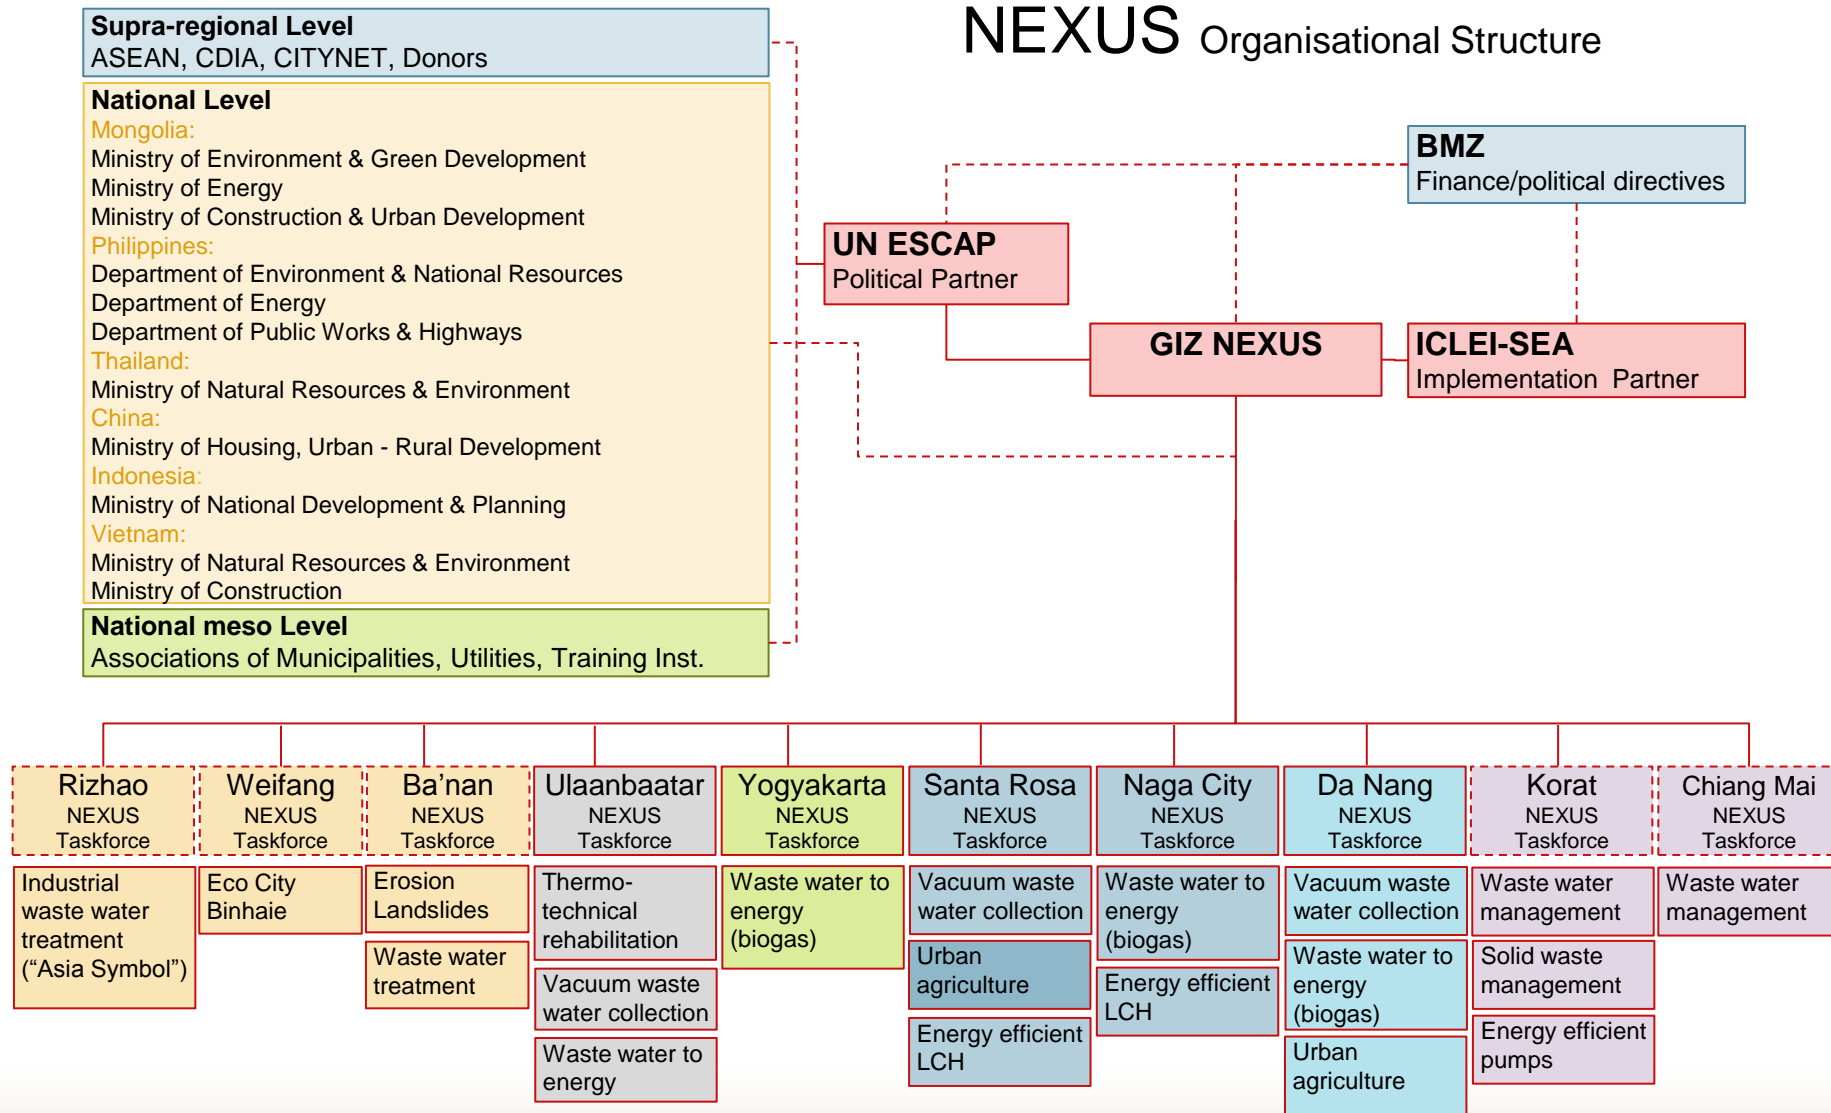 NEXUS Organisational Structure
Supra-regional Level
ASEAN, CDIA, CITYNET, Donors
National Level
Mongolia:
Ministry of Environment & Green Development
Ministry of Energy
Ministry of Construction & Urban Development
Philippines:
Department of Environment & National Resources
Department of Energy
Department of Public Works & Highways
Thailand:
Ministry of Natural Resources & Environment
China:
Ministry of Housing, Urban - Rural Development
Indonesia:
Ministry of National Development & Planning
Vietnam:
Ministry of Natural Resources & Environment
Ministry of Construction
National meso Level
Associations of Municipalities, Utilities, Training Inst.
BMZ
Finance/political directives
UN ESCAP
Political Partner
GIZ NEXUS
ICLEI-SEA
Implementation Partner
Rizhao
NEXUS
Taskforce
Industrial
waste water
treatment
(“Asia Symbol”)
Weifang
NEXUS
Taskforce
Eco City
Binhaie
Ba’nan
NEXUS
Taskforce
Erosion
Landslides
Waste water
treatment
Ulaanbaatar
NEXUS
Taskforce
Thermo-
technical
rehabilitation
Vacuum waste
water collection
Waste water to
energy
Yogyakarta
NEXUS
Taskforce
Waste water to
energy
(biogas)
Santa Rosa
NEXUS
Taskforce
Vacuum waste
water collection
Urban
agriculture
Energy efficient
LCH
Naga City
NEXUS
Taskforce
Waste water to
energy
(biogas)
Energy efficient
LCH
Da Nang
NEXUS
Taskforce
Vacuum waste
water collection
Waste water to
energy
(biogas)
Urban
agriculture
Korat
NEXUS
Taskforce
Waste water
management
Solid waste
management
Energy efficient
pumps
Chiang Mai
NEXUS
Taskforce
Waste water
management